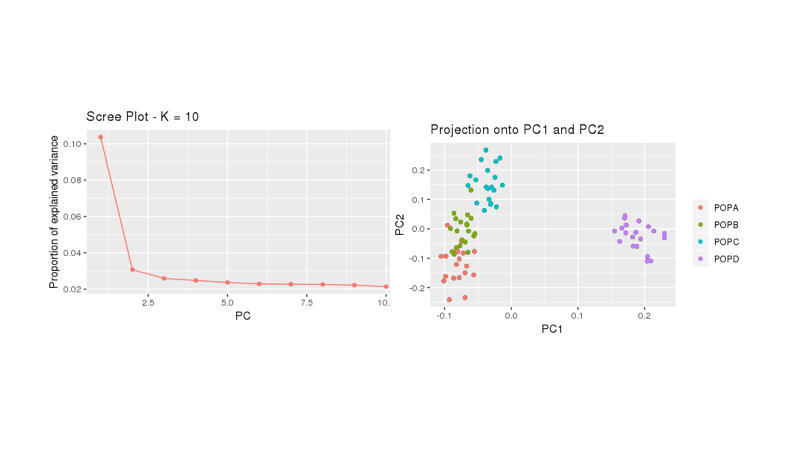 Scree Plot - K = 10
Proportion of explained variance
0.10
0.08
0.06
0.04
0.02
2.5
5.0
7.5
10.
PC
Projection onto PC1 and PC2
PC2
0.2
0.1
0.0
-0.1
-0.2
-0.1
0.0
0.1
0.2
PC1
POPA
POPB
POPC
POPD